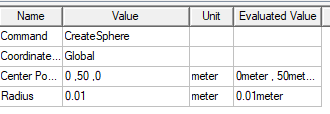 Name Value Unit Evaluated Value
Command CreateSphere
Coordinate... Global
Center Po... 0 ,50 ,0 meter 0meter , 50met...
Radius 0.01 meter 0.01meter